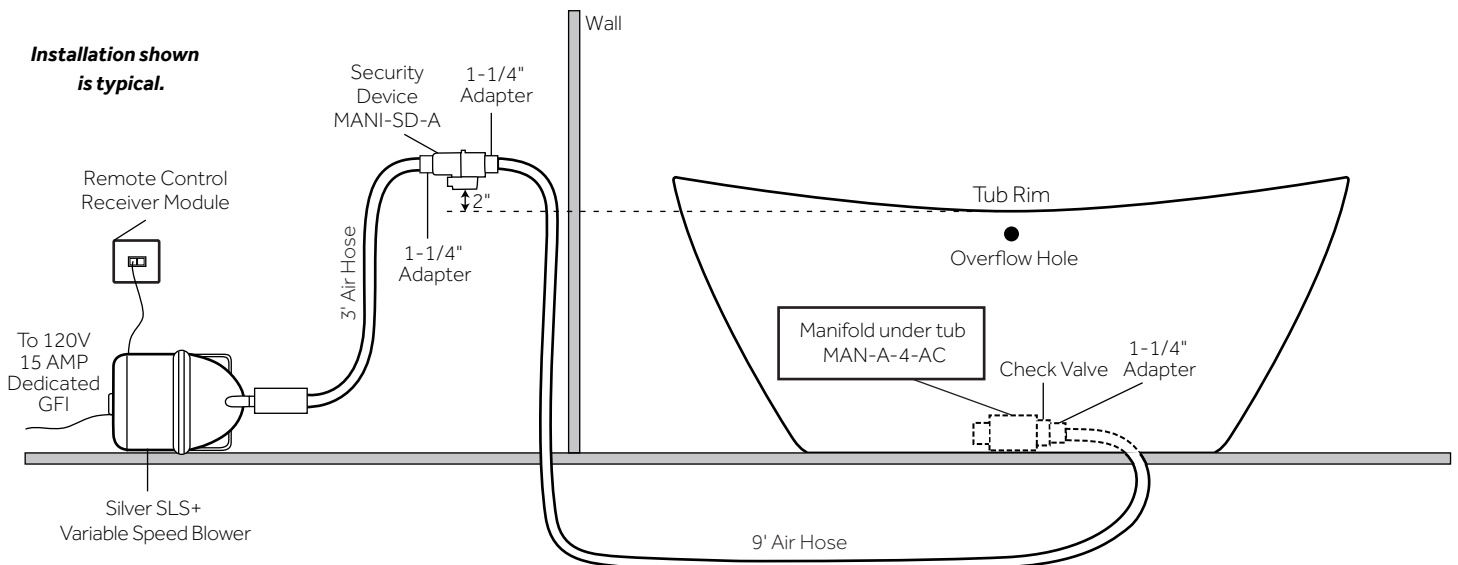 Installation shown
is typical.
Wall
Security
Device
MANI-SD-A
1-1/4"
Adapter
Remote Control
Receiver Module
2"
Tub Rim
3' Air Hose
1-1/4"
Adapter
Overflow Hole
To 120V
15 AMP
Dedicated
GFI
Manifold under tub
MAN-A-4-AC
Check Valve
1-1/4"
Adapter
Silver SLS+
Variable Speed Blower
9' Air Hose